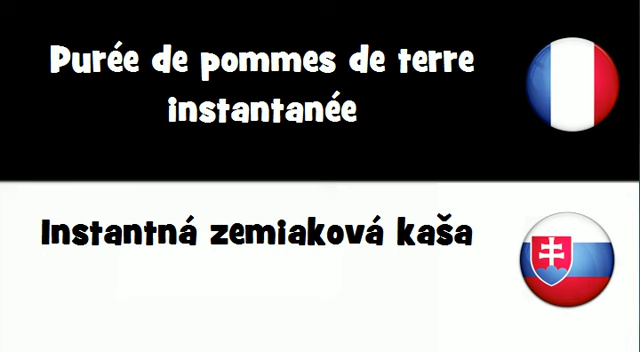 Purée de pommes de terre
instantanée
Instantná zemiaková kaša